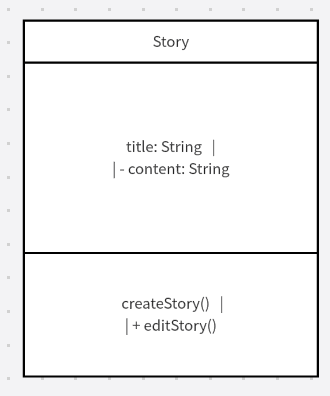 Story
title: String |
| - content: String
createStory() |
| + editStory()